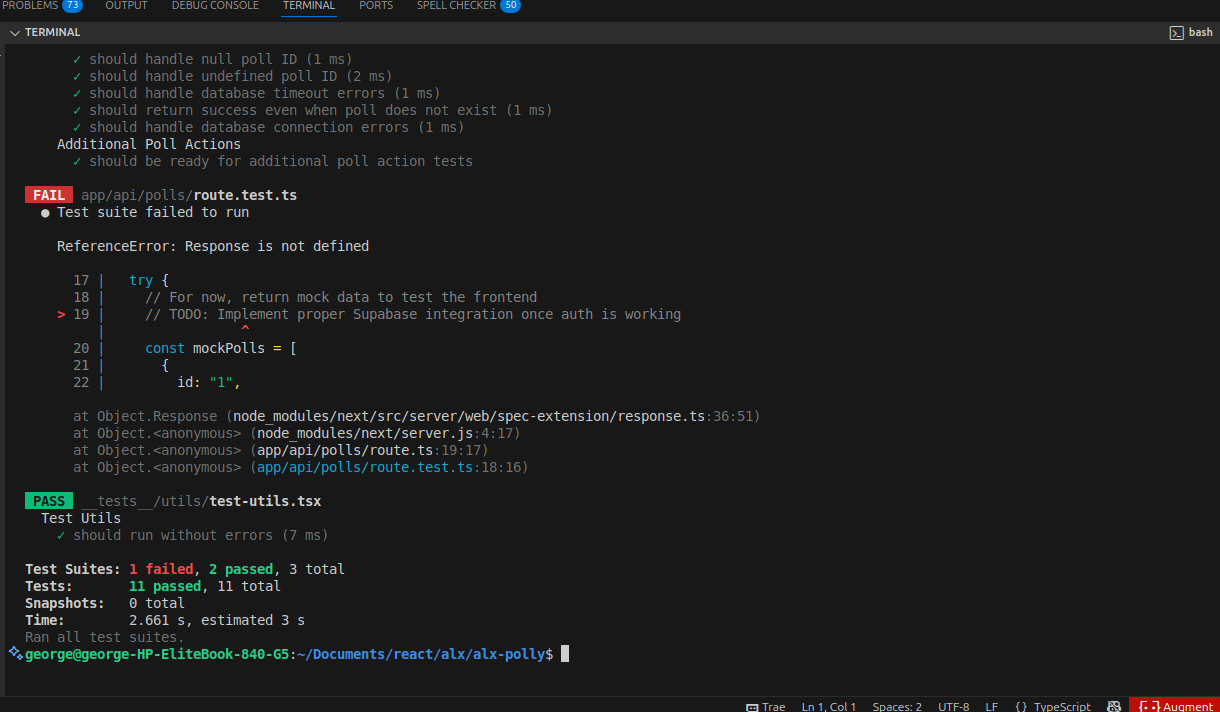 PROBLEMS 73 OUTPUT DEBUG CONSOLE TERMINAL PORTS SPELL CHECKER 50
TERMINAL bash
✓ should handle null poll ID (1 ms)
✓ should handle undefined poll ID (2 ms)
✓ should handle database timeout errors (1 ms)
✓ should return success even when poll does not exist (1 ms)
✓ should handle database connection errors (1 ms)
Additional Poll Actions
✓ should be ready for additional poll action tests
FAIL app/api/polls/route.test.ts
● Test suite failed to run
ReferenceError: Response is not defined
17 | try {
18 | // For now, return mock data to test the frontend
> 19 | // TODO: Implement proper Supabase integration once auth is working
| ^
20 | const mockPolls = [
21 | {
22 | id: "1",
at Object.Response (node_modules/next/src/server/web/spec-extension/response.ts:36:51)
at Object.<anonymous> (node_modules/next/server.js:4:17)
at Object.<anonymous> (app/api/polls/route.ts:19:17)
at Object.<anonymous> (app/api/polls/route.test.ts:18:16)
PASS __tests__/utils/test-utils.tsx
Test Utils
✓ should run without errors (7 ms)
Test Suites: 1 failed, 2 passed, 3 total
Tests: 11 passed, 11 total
Snapshots: 0 total
Time: 2.661 s, estimated 3 s
Ran all test suites.
george@george-HP-EliteBook-840-G5:~/Documents/react/alx/alx-polly$
Trae Ln 1, Col 1 Spaces: 2 UTF-8 LF {} TypeScript Augment